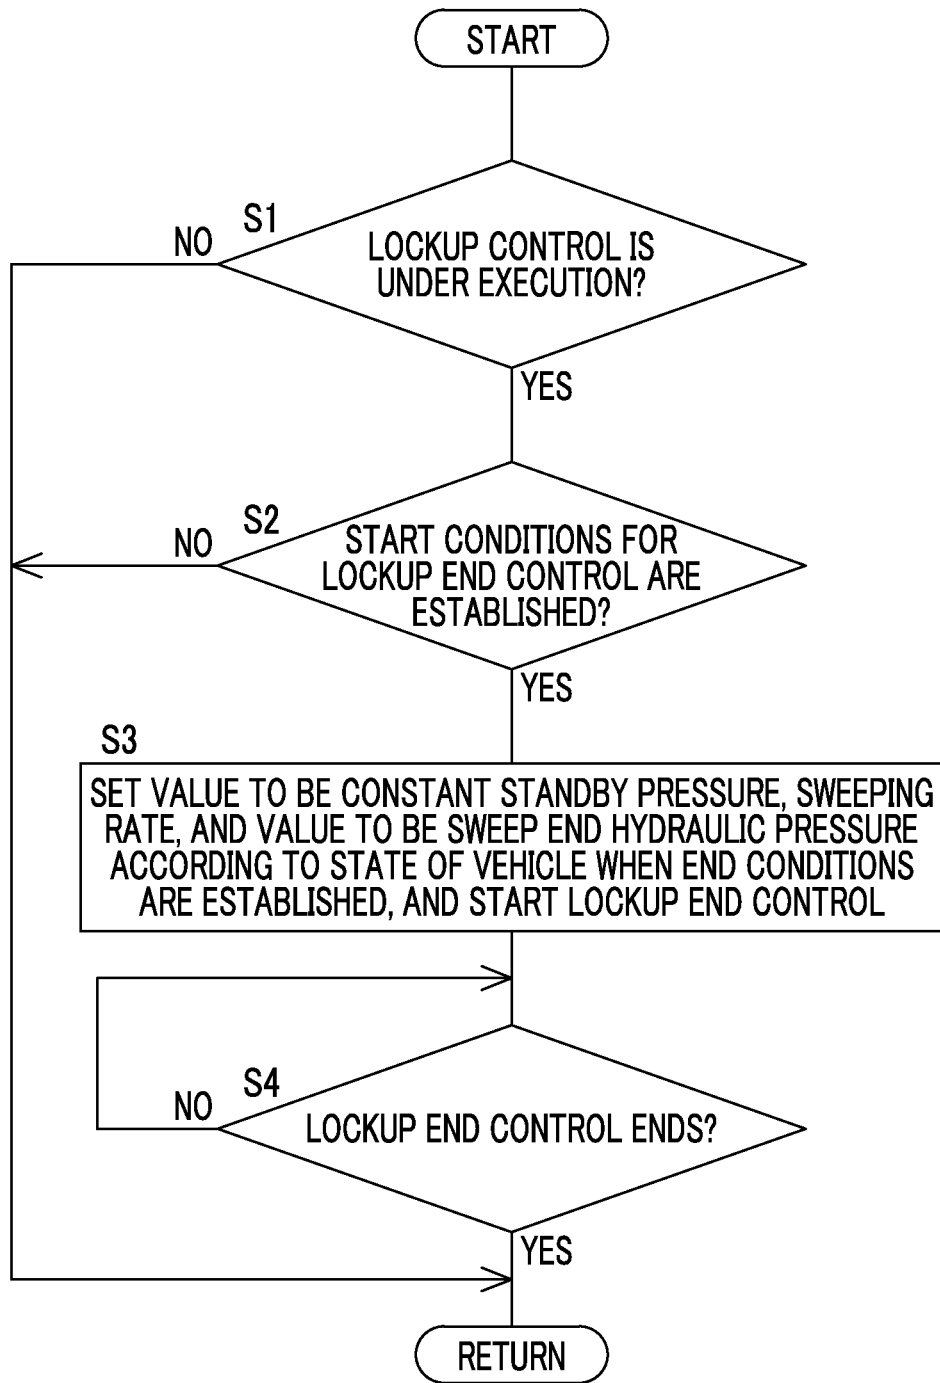 START
S1
NO
LOCKUP CONTROL IS
UNDER EXECUTION?
YES
S2
NO
START CONDITIONS FOR
LOCKUP END CONTROL ARE
ESTABLISHED?
YES
S3
SET VALUE TO BE CONSTANT STANDBY PRESSURE, SWEEPING
RATE, AND VALUE TO BE SWEEP END HYDRAULIC PRESSURE
ACCORDING TO STATE OF VEHICLE WHEN END CONDITIONS
ARE ESTABLISHED, AND START LOCKUP END CONTROL
S4
NO
LOCKUP END CONTROL ENDS?
YES
RETURN